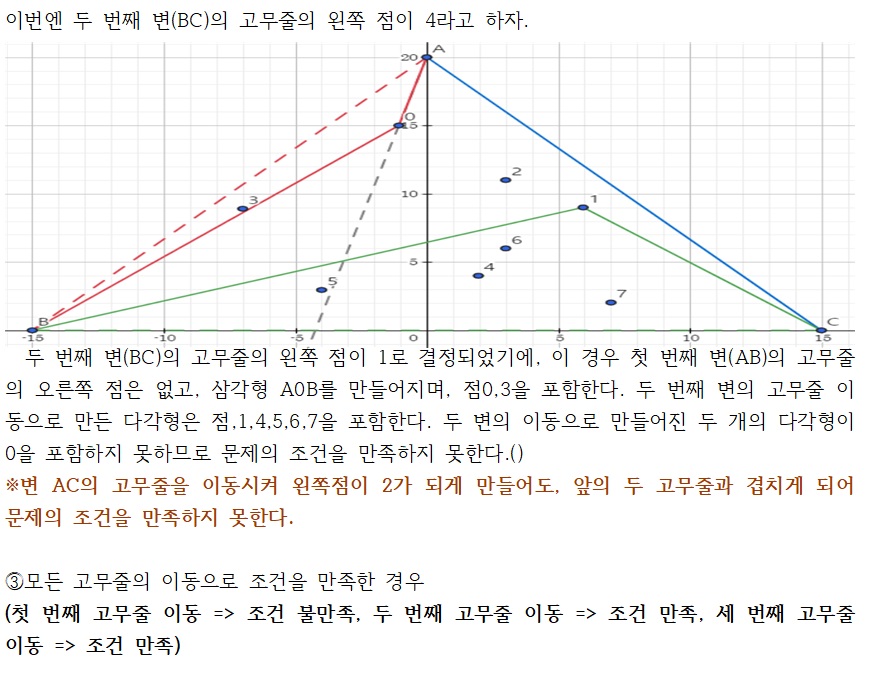 이번엔 두 번째 변(BC)의 고무줄의 왼쪽 점이 4라고 하자.
A
20
0
15
2
10
3
1
6
5
4
5
7
B
C
-15
-10
-5
0
5
10
15
두 번째 변(BC)의 고무줄의 왼쪽 점이 1로 결정되었기에, 이 경우 첫 번째 변(AB)의 고무줄
의 오른쪽 점은 없고, 삼각형 A0B를 만들어지며, 점0,3을 포함한다. 두 번째 변의 고무줄 이
동으로 만든 다각형은 점,1,4,5,6,7을 포함한다. 두 변의 이동으로 만들어진 두 개의 다각형이
0을 포함하지 못하므로 문제의 조건을 만족하지 못한다.()
※변 AC의 고무줄을 이동시켜 왼쪽점이 2가 되게 만들어도, 앞의 두 고무줄과 겹치게 되어
문제의 조건을 만족하지 못한다.
③모든 고무줄의 이동으로 조건을 만족한 경우
(첫 번째 고무줄 이동 => 조건 불만족, 두 번째 고무줄 이동 => 조건 만족, 세 번째 고무줄
이동 => 조건 만족)